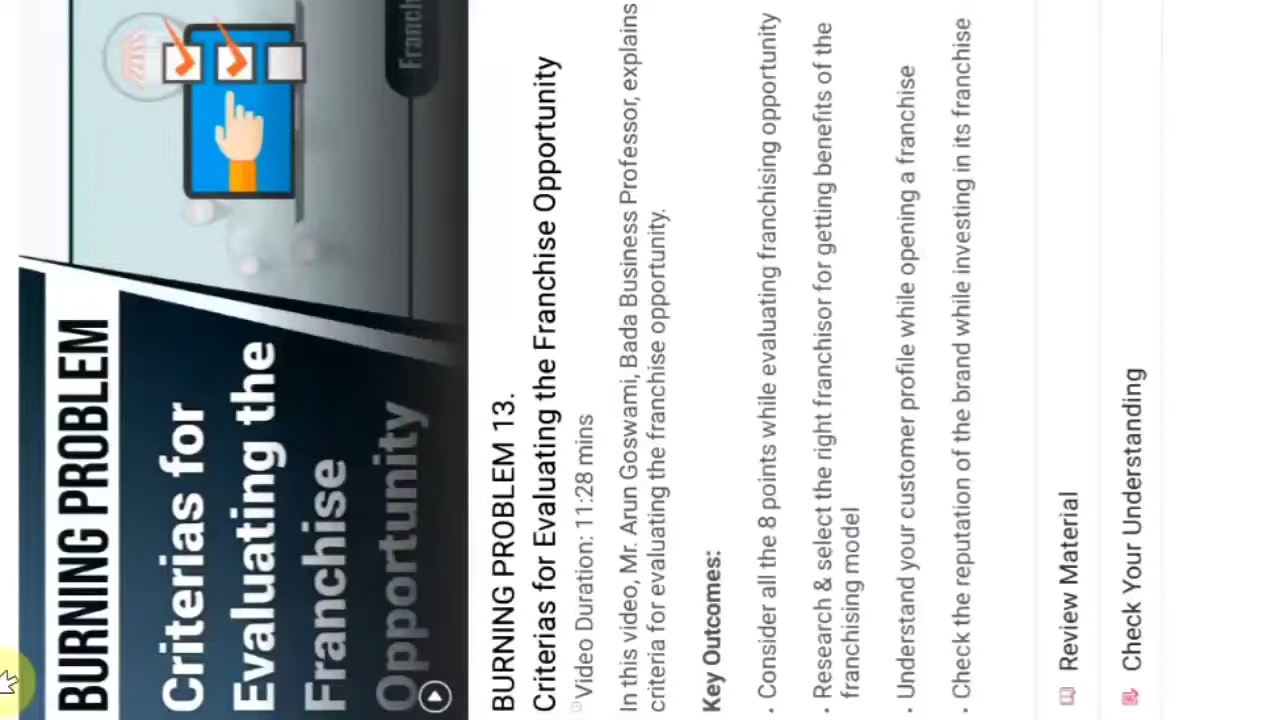 BURNING PROBLEM
Criterias for
Evaluating the
Franchise
Opportunity
Franch
BURNING PROBLEM 13.
Criterias for Evaluating the Franchise Opportunity
Video Duration: 11:28 mins
In this video, Mr. Arun Goswami, Bada Business Professor, explains
criteria for evaluating the franchise opportunity.
Key Outcomes:
• Consider all the 8 points while evaluating franchising opportunity
• Research & select the right franchisor for getting benefits of the
franchising model
• Understand your customer profile while opening a franchise
• Check the reputation of the brand while investing in its franchise
Review Material
Check Your Understanding